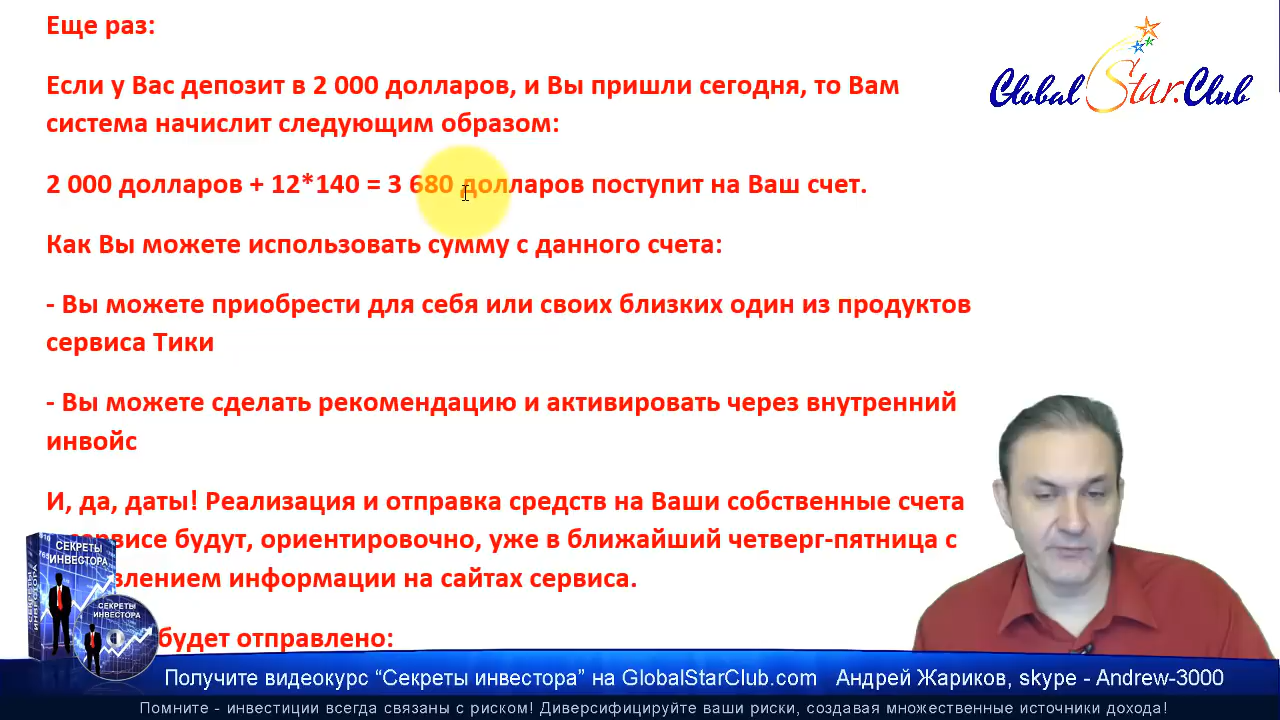 Еще раз:
Global Star.Club
Если у Вас депозит в 2 000 долларов, и Вы пришли сегодня, то Вам
система начислит следующим образом:
2 000 долларов + 12*140 = 3 680 долларов поступит на Ваш счет.
Как Вы можете использовать сумму с данного счета:
- Вы можете приобрести для себя или своих близких один из продуктов
сервиса Тики
- Вы можете сделать рекомендацию и активировать через внутренний
инвойс
И, да, даты! Реализация и отправка средств на Ваши собственные счета
будут, ориентировочно, уже в ближайший четверг-пятница с
информации на сайтах сервиса.
будет отправлено:
СЕКРЕТЫ
ИНВЕСТОРА
СЕКРЕТЫ ИНВЕСТОРА
СЕКРЕТЫ
ИНВЕСТОРА
Получите видеокурс “Секреты инвестора” на GlobalStarClub.com Андрей Жариков, skype - Andrew-3000
Помните - инвестиции всегда связаны с риском! Диверсифицируйте ваши риски, создавая множественные источники дохода!